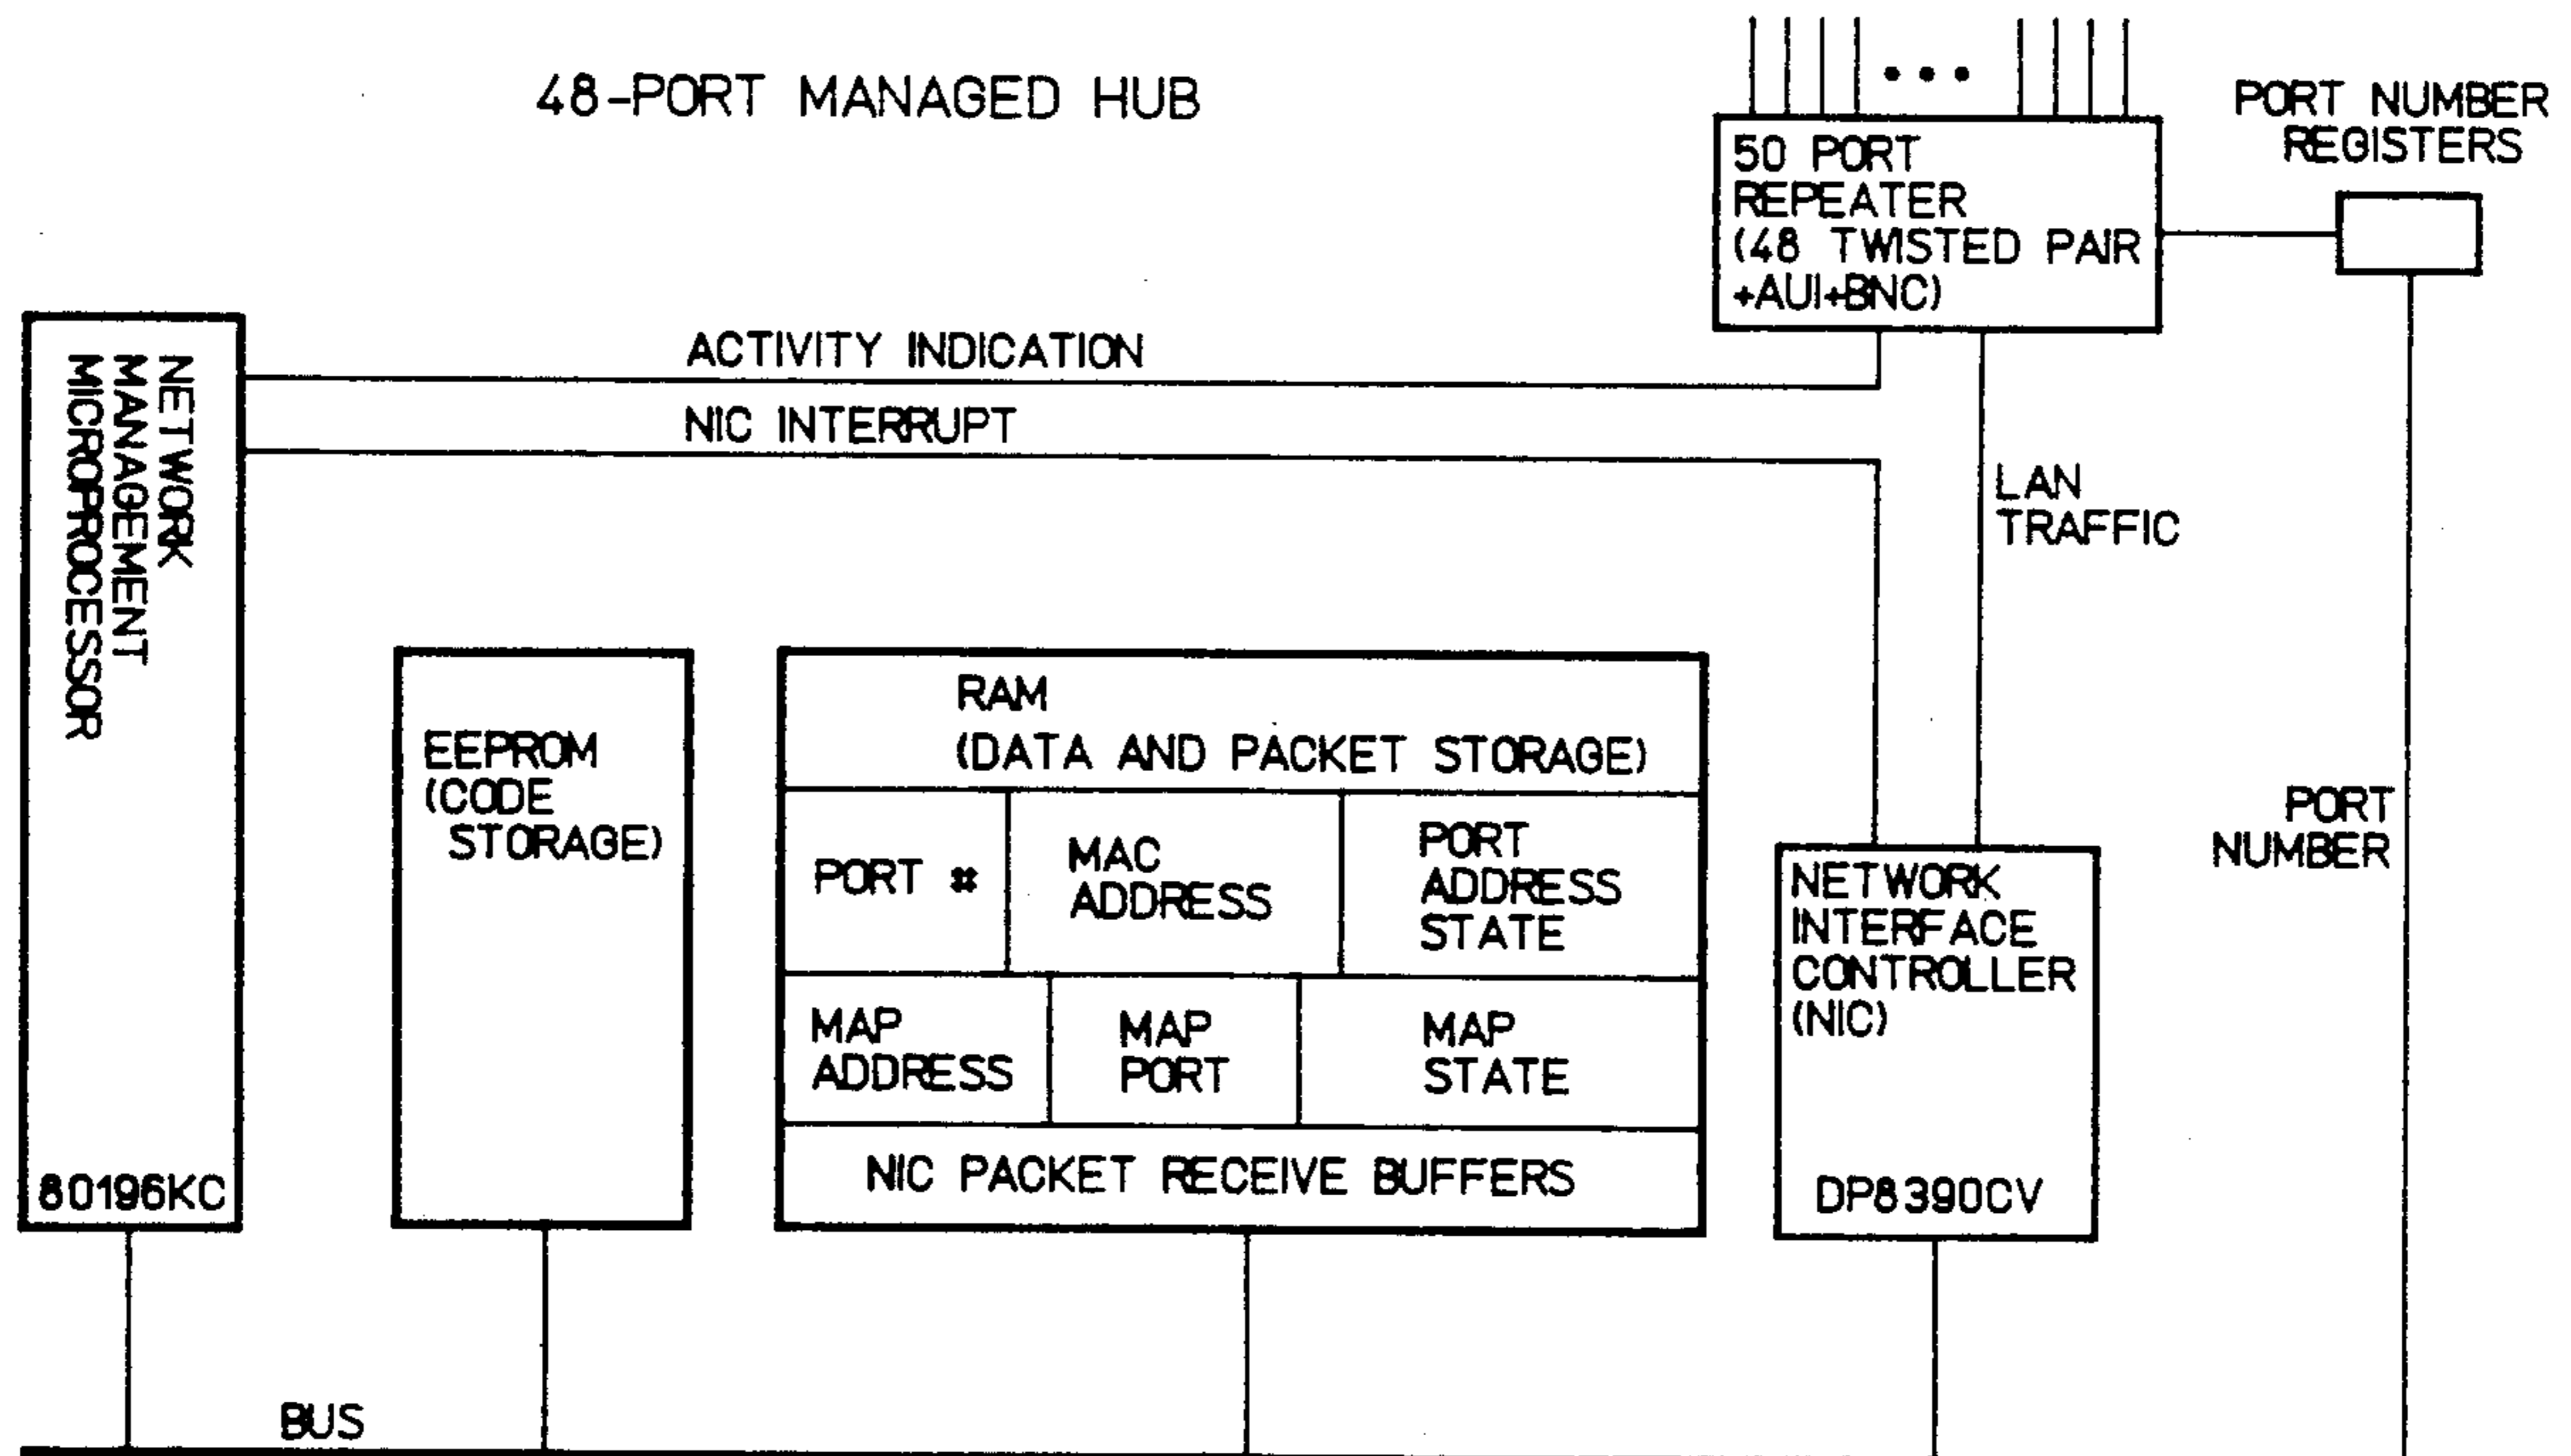 48-PORT MANAGED HUB
PORT NUMBER
REGISTERS
50 PORT
REPEATER
(48 TWISTED PAIR
+AUI+BNC)
ACTIVITY INDICATION
NIC INTERRUPT
LAN
TRAFFIC
NETWORK
MANAGEMENT
MICROPROCESSOR
80196KC
EEPROM
(CODE
STORAGE)
RAM
(DATA AND PACKET STORAGE)
PORT #
MAC
ADDRESS
PORT
ADDRESS
STATE
MAP
ADDRESS
MAP
PORT
MAP
STATE
NIC PACKET RECEIVE BUFFERS
NETWORK
INTERFACE
CONTROLLER
(NIC)
DP8390CV
PORT
NUMBER
BUS